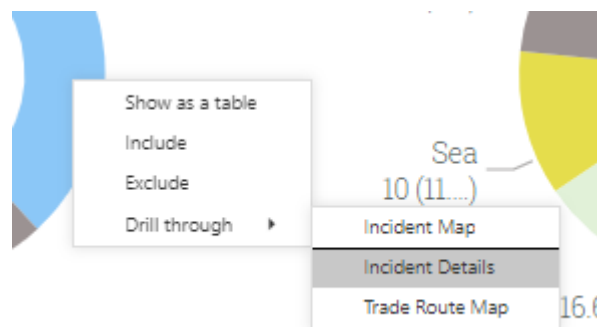 Show as a table
Include
Exclude
Drill through
Sea
10 (11....)
Incident Map
Incident Details
Trade Route Map
16.6